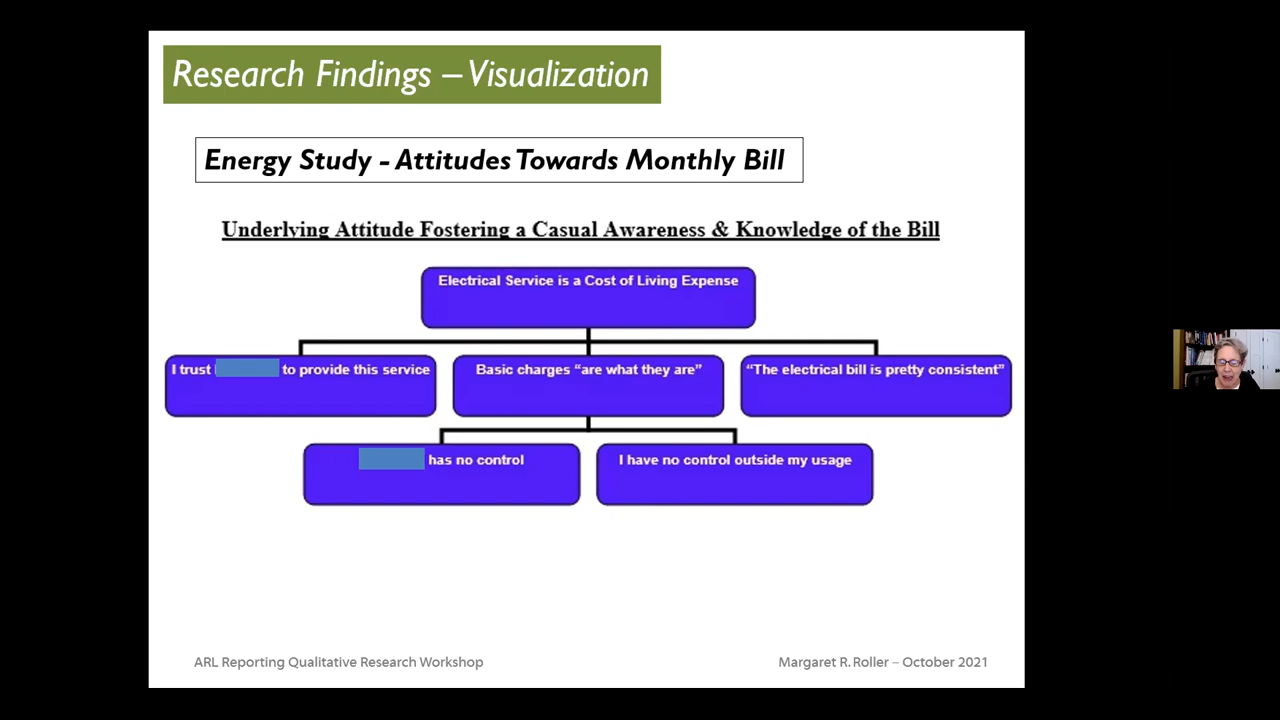 Research Findings – Visualization
Energy Study - Attitudes Towards Monthly Bill
Underlying Attitude Fostering a Casual Awareness & Knowledge of the Bill
Electrical Service is a Cost of Living Expense
I trust to provide this service
Basic charges “are what they are”
“The electrical bill is pretty consistent”
has no control
I have no control outside my usage
ARL Reporting Qualitative Research Workshop
Margaret R. Roller – October 2021